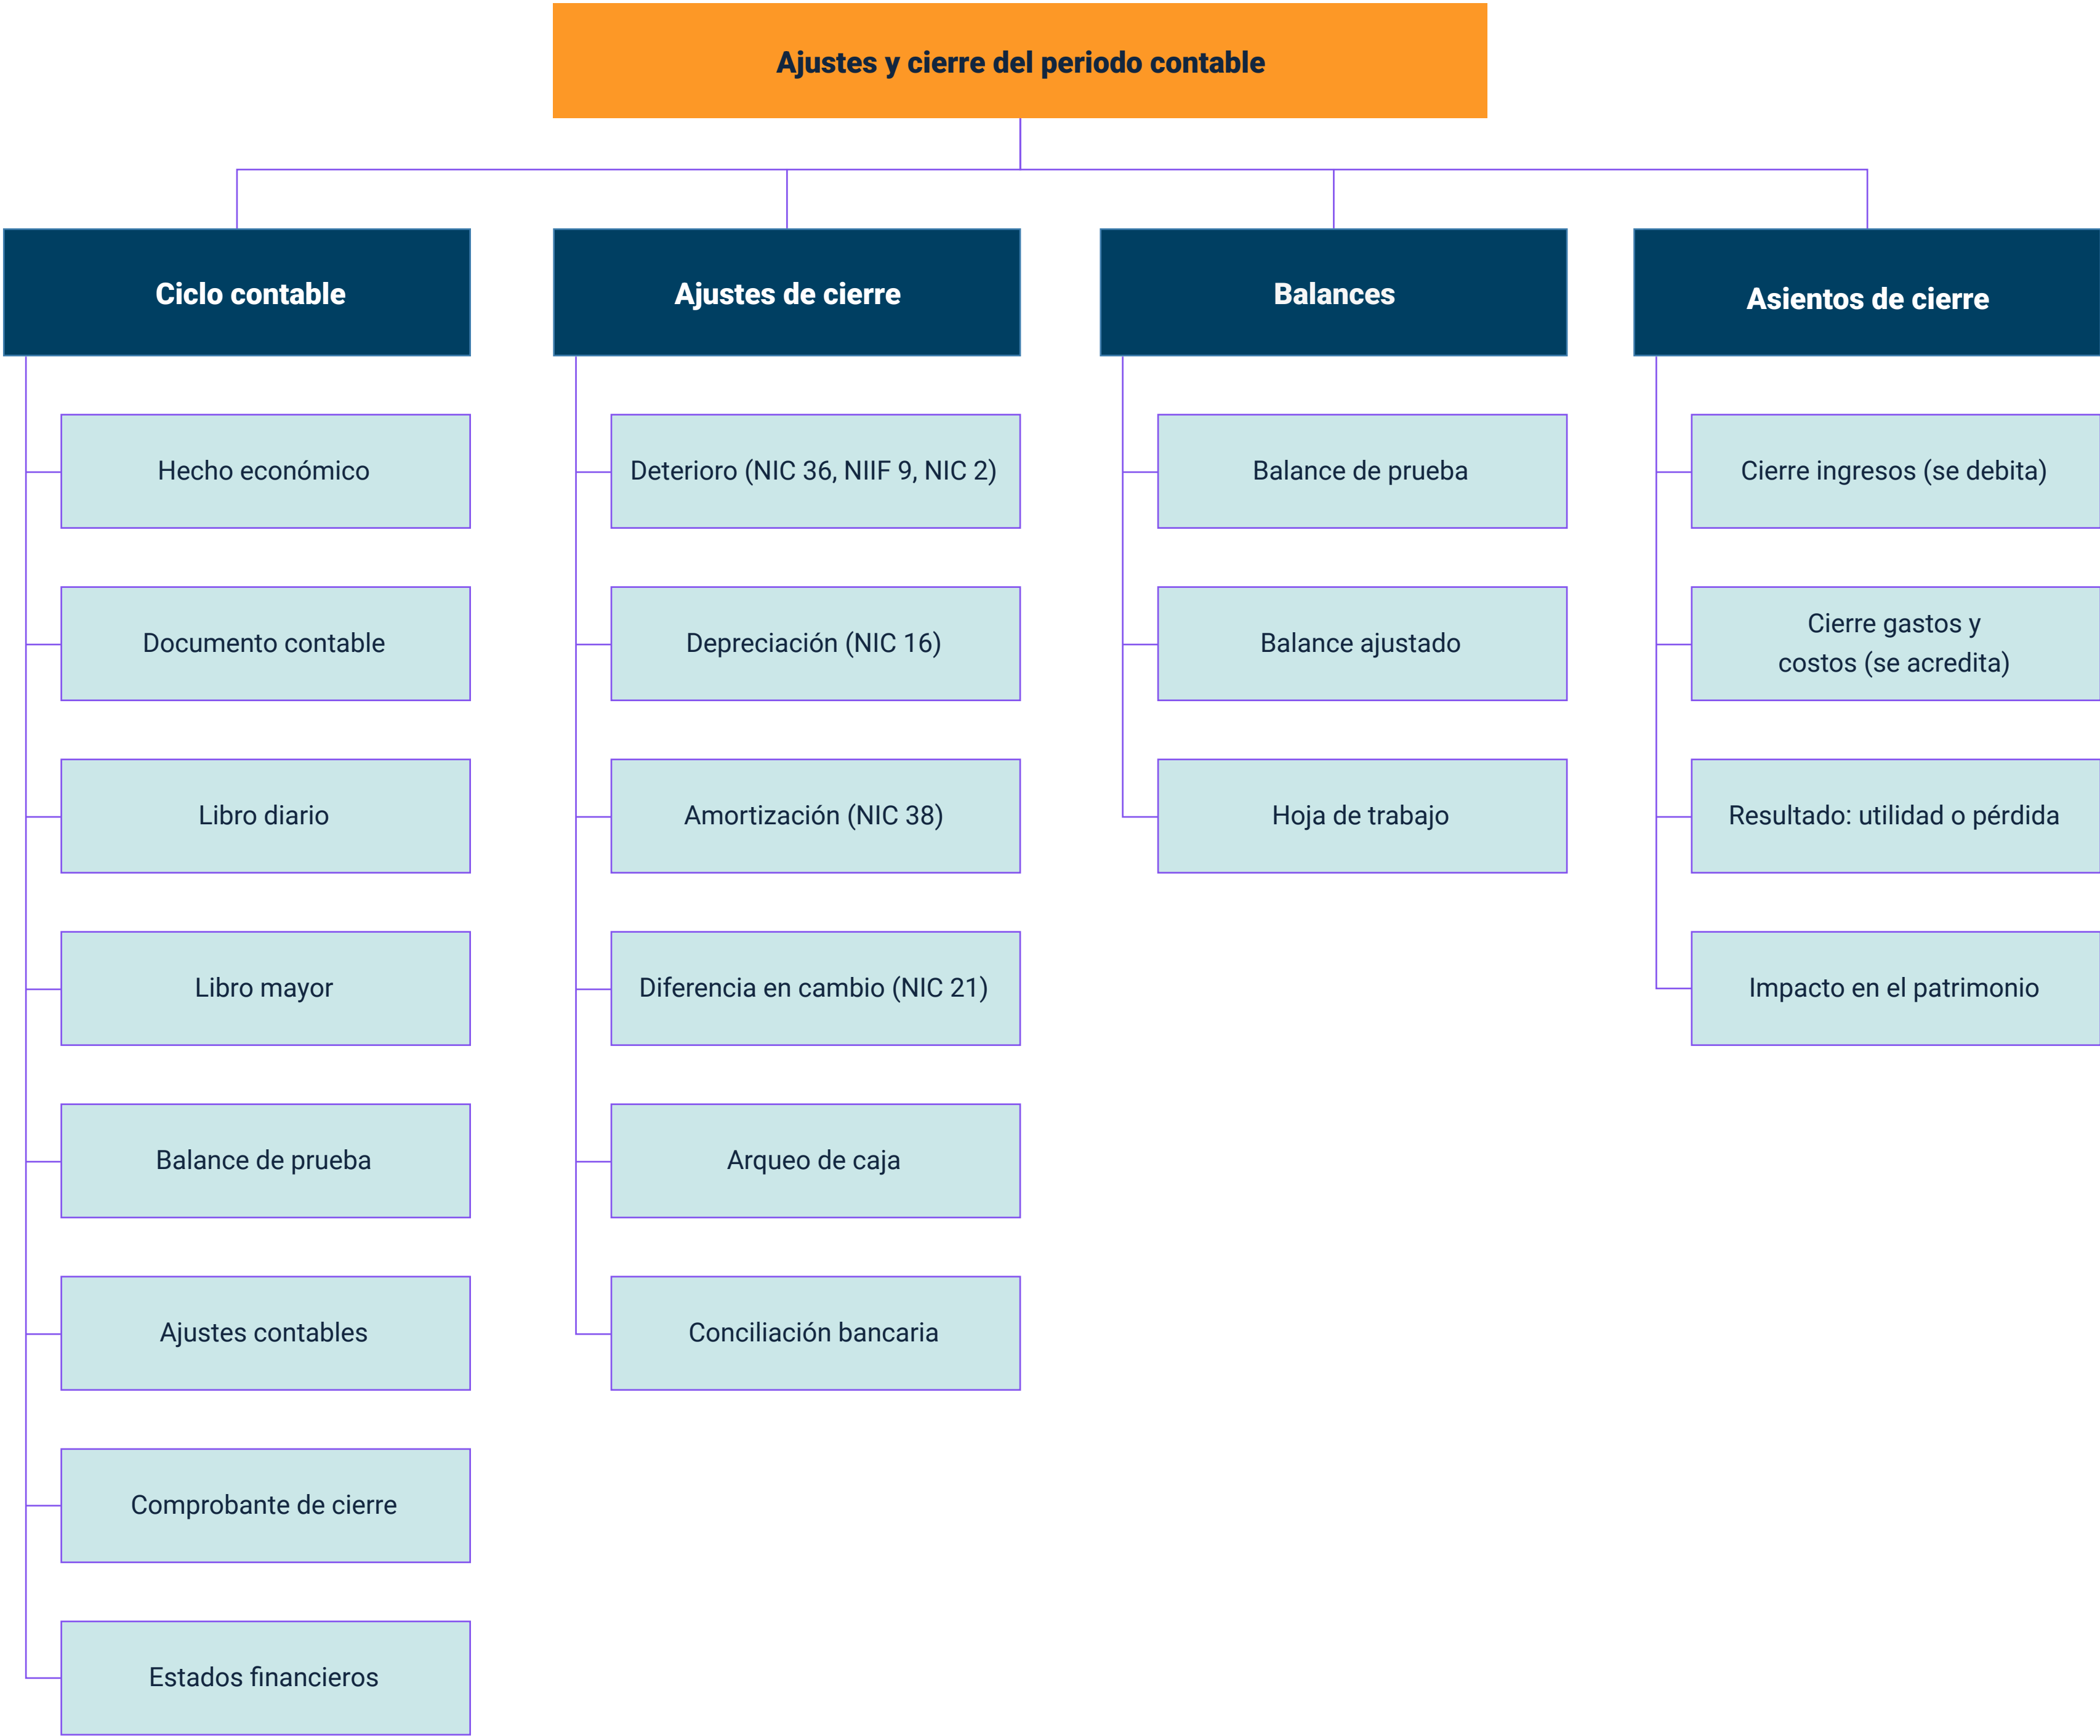 Ajustes y cierre del periodo contable
Ciclo contable
Hecho económico
Documento contable
Libro diario
Libro mayor
Balance de prueba
Ajustes contables
Comprobante de cierre
Estados financieros
Ajustes de cierre
Deterioro (NIC 36, NIIF 9, NIC 2)
Depreciación (NIC 16)
Amortización (NIC 38)
Diferencia en cambio (NIC 21)
Arqueo de caja
Conciliación bancaria
Balances
Balance de prueba
Balance ajustado
Hoja de trabajo
Asientos de cierre
Cierre ingresos (se debita)
Cierre gastos y
costos (se acredita)
Resultado: utilidad o pérdida
Impacto en el patrimonio